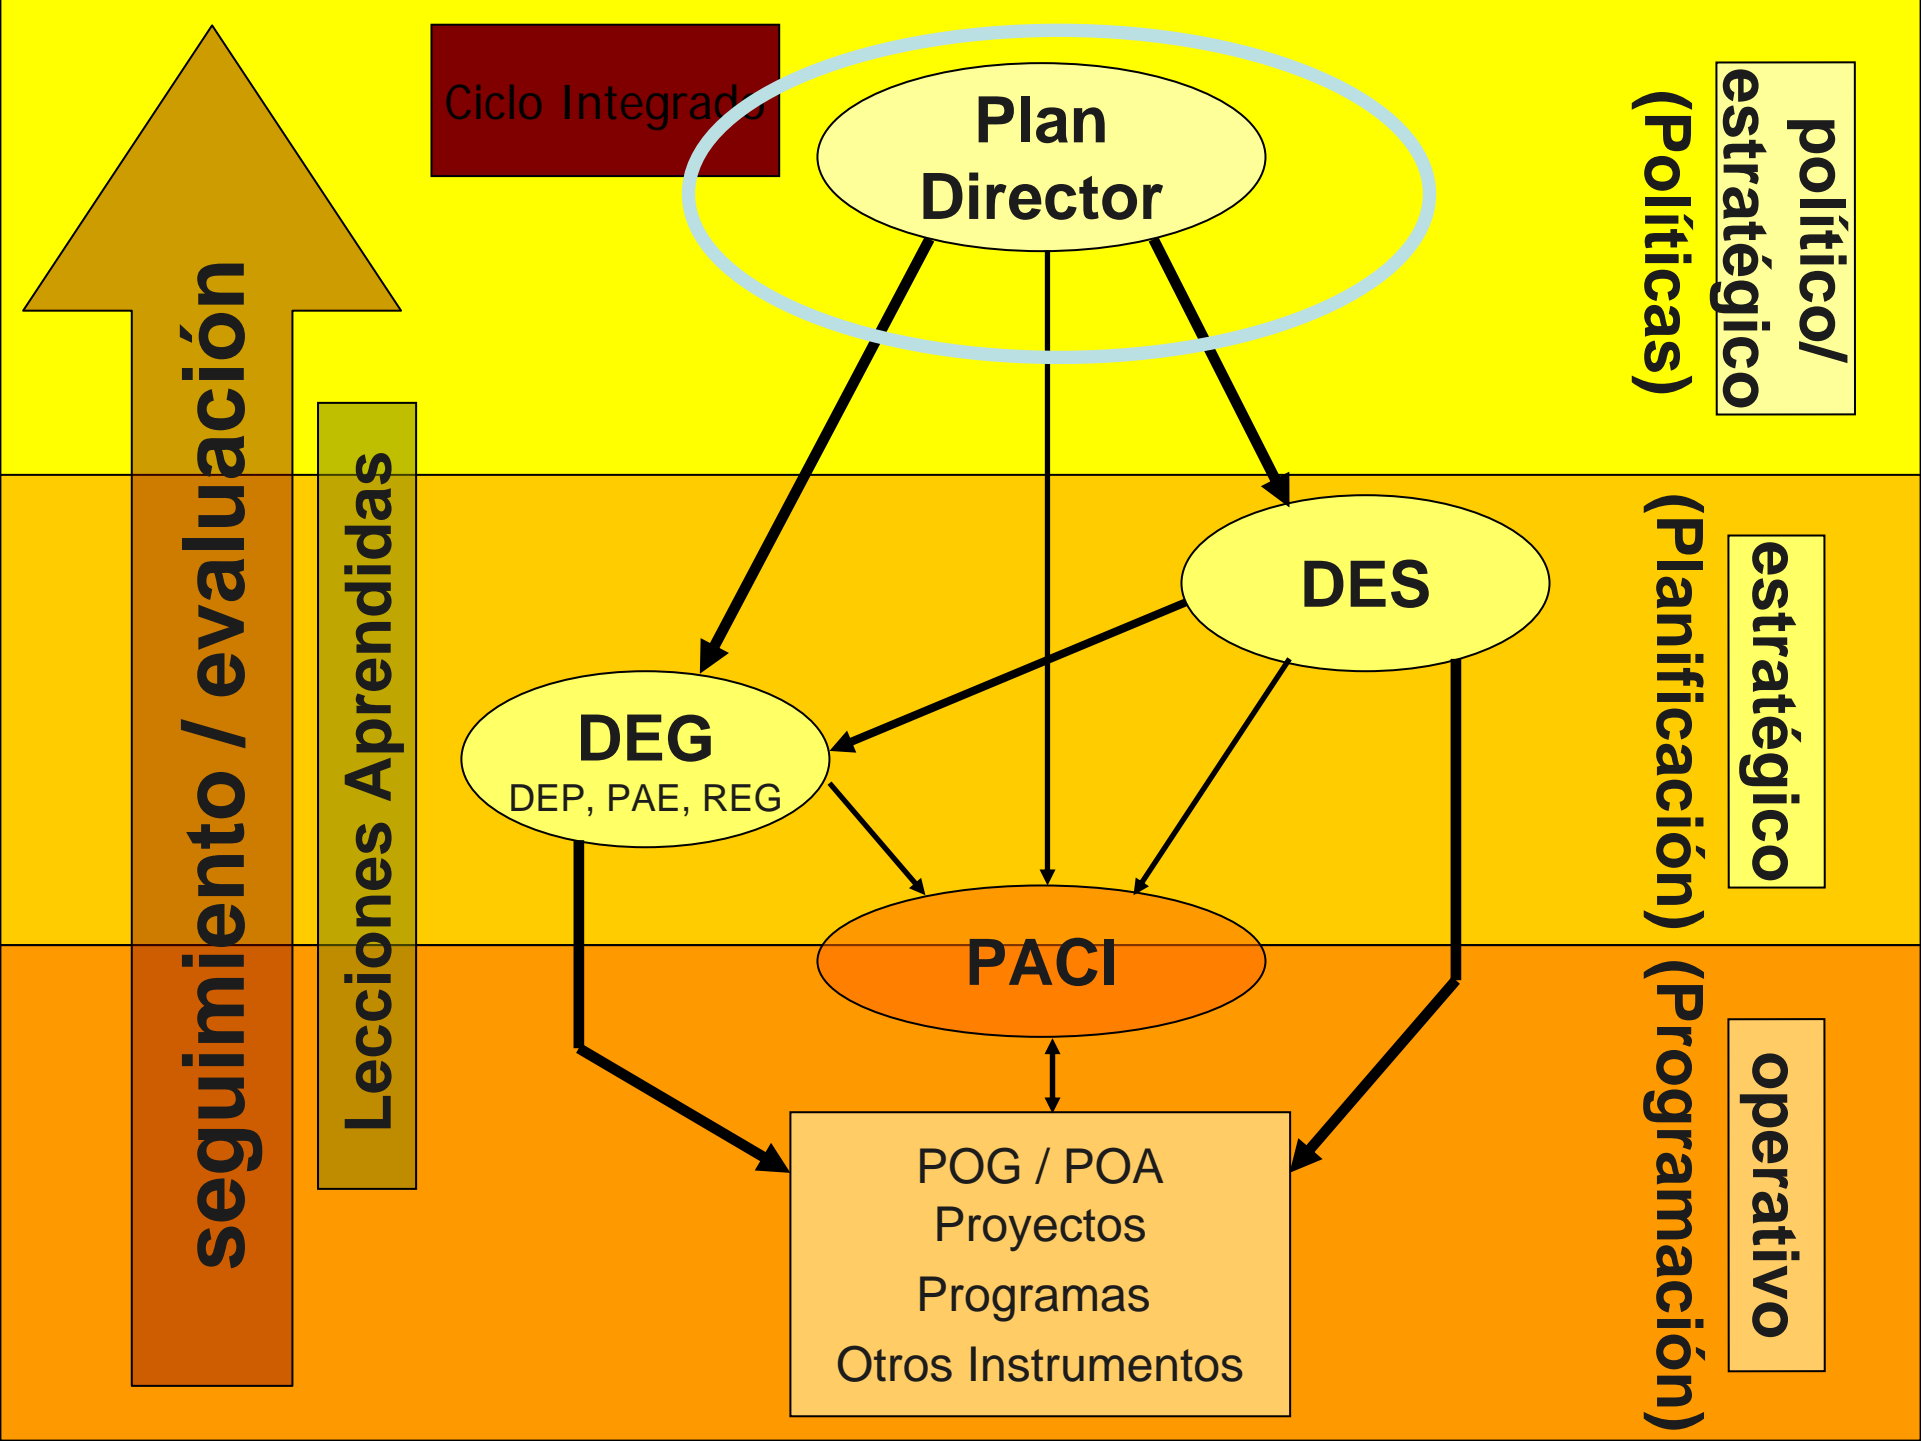 Ciclo Integrado
Plan
Director
político/
estratégico
(Políticas)
seguimiento / evaluación
Lecciones Aprendidas
DES
estratégico
(Planificación)
DEG
DEP, PAE, REG
PACI
operativo
(Programación)
POG / POA
Proyectos
Programas
Otros Instrumentos